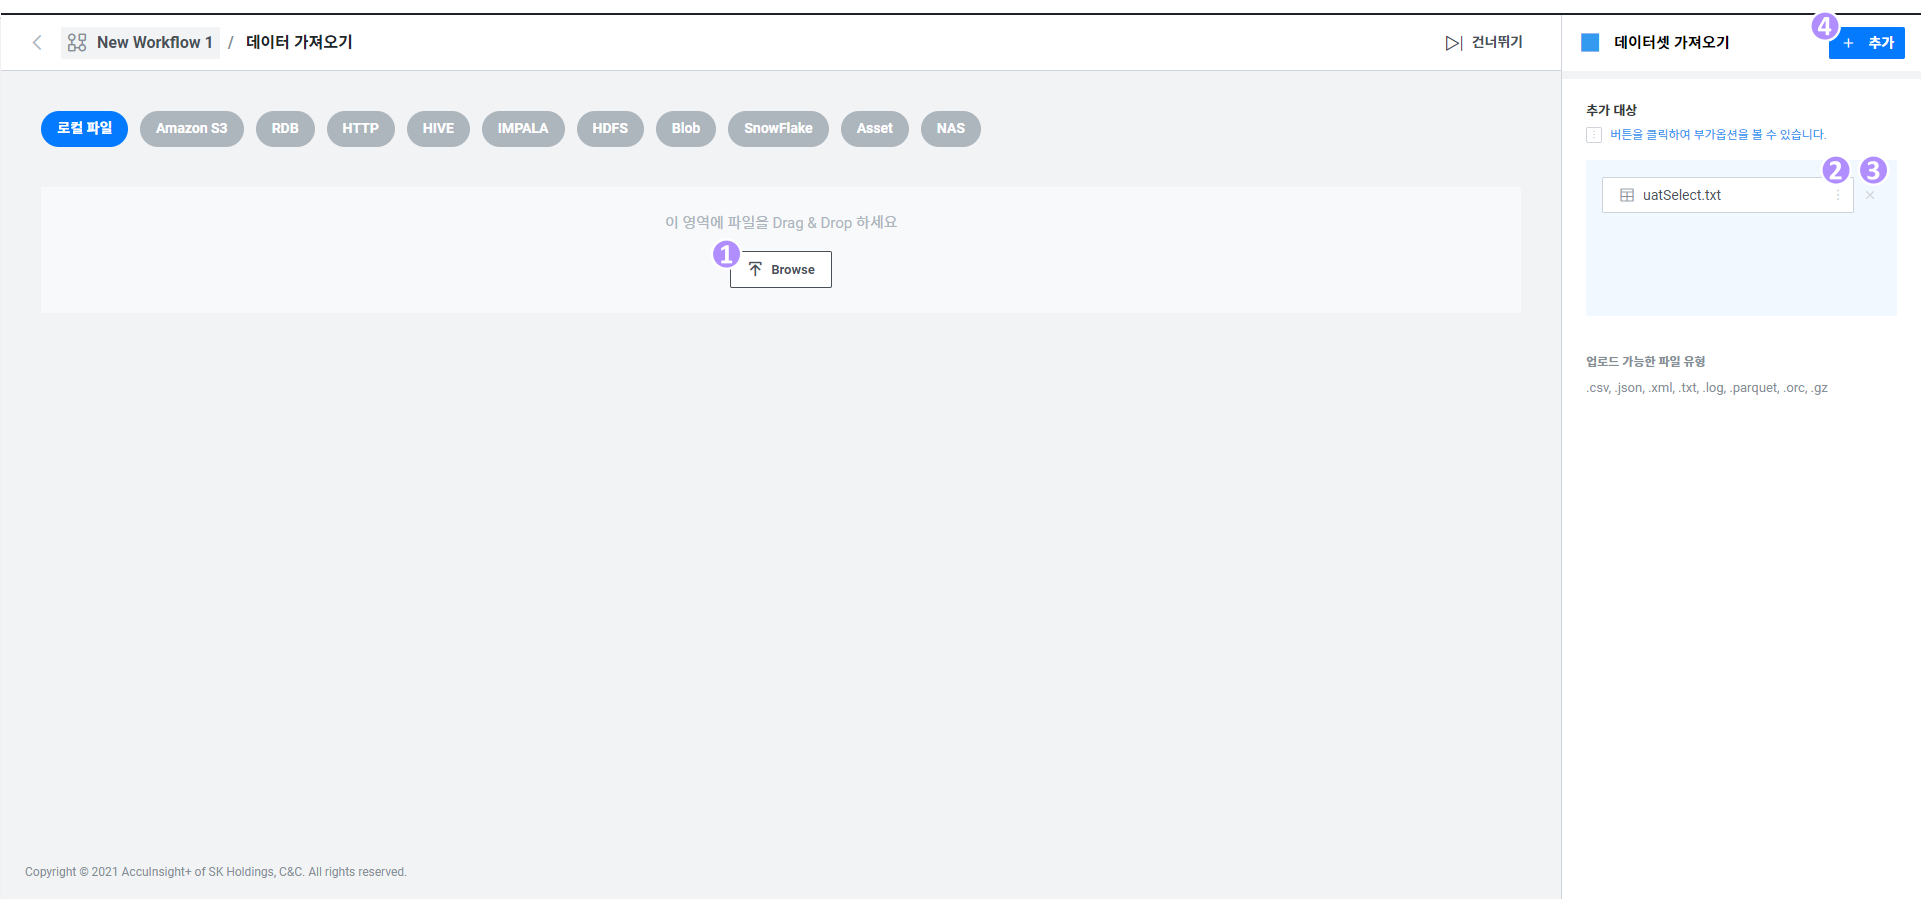 New Workflow 1 / 데이터 가져오기
건너뛰기
로컬 파일
Amazon S3
RDB
HTTP
HIVE
IMPALA
HDFS
Blob
SnowFlake
Asset
NAS
이 영역에 파일을 Drag & Drop 하세요
1
Browse
Copyright © 2021 AccuInsight+ of SK Holdings, C&C. All rights reserved.
데이터셋 가져오기
4
+ 추가
추가 대상
버튼을 클릭하여 부가옵션을 볼 수 있습니다.
2
3
uatSelect.txt
업로드 가능한 파일 유형
.csv, .json, .xml, .txt, .log, .parquet, .orc, .gz